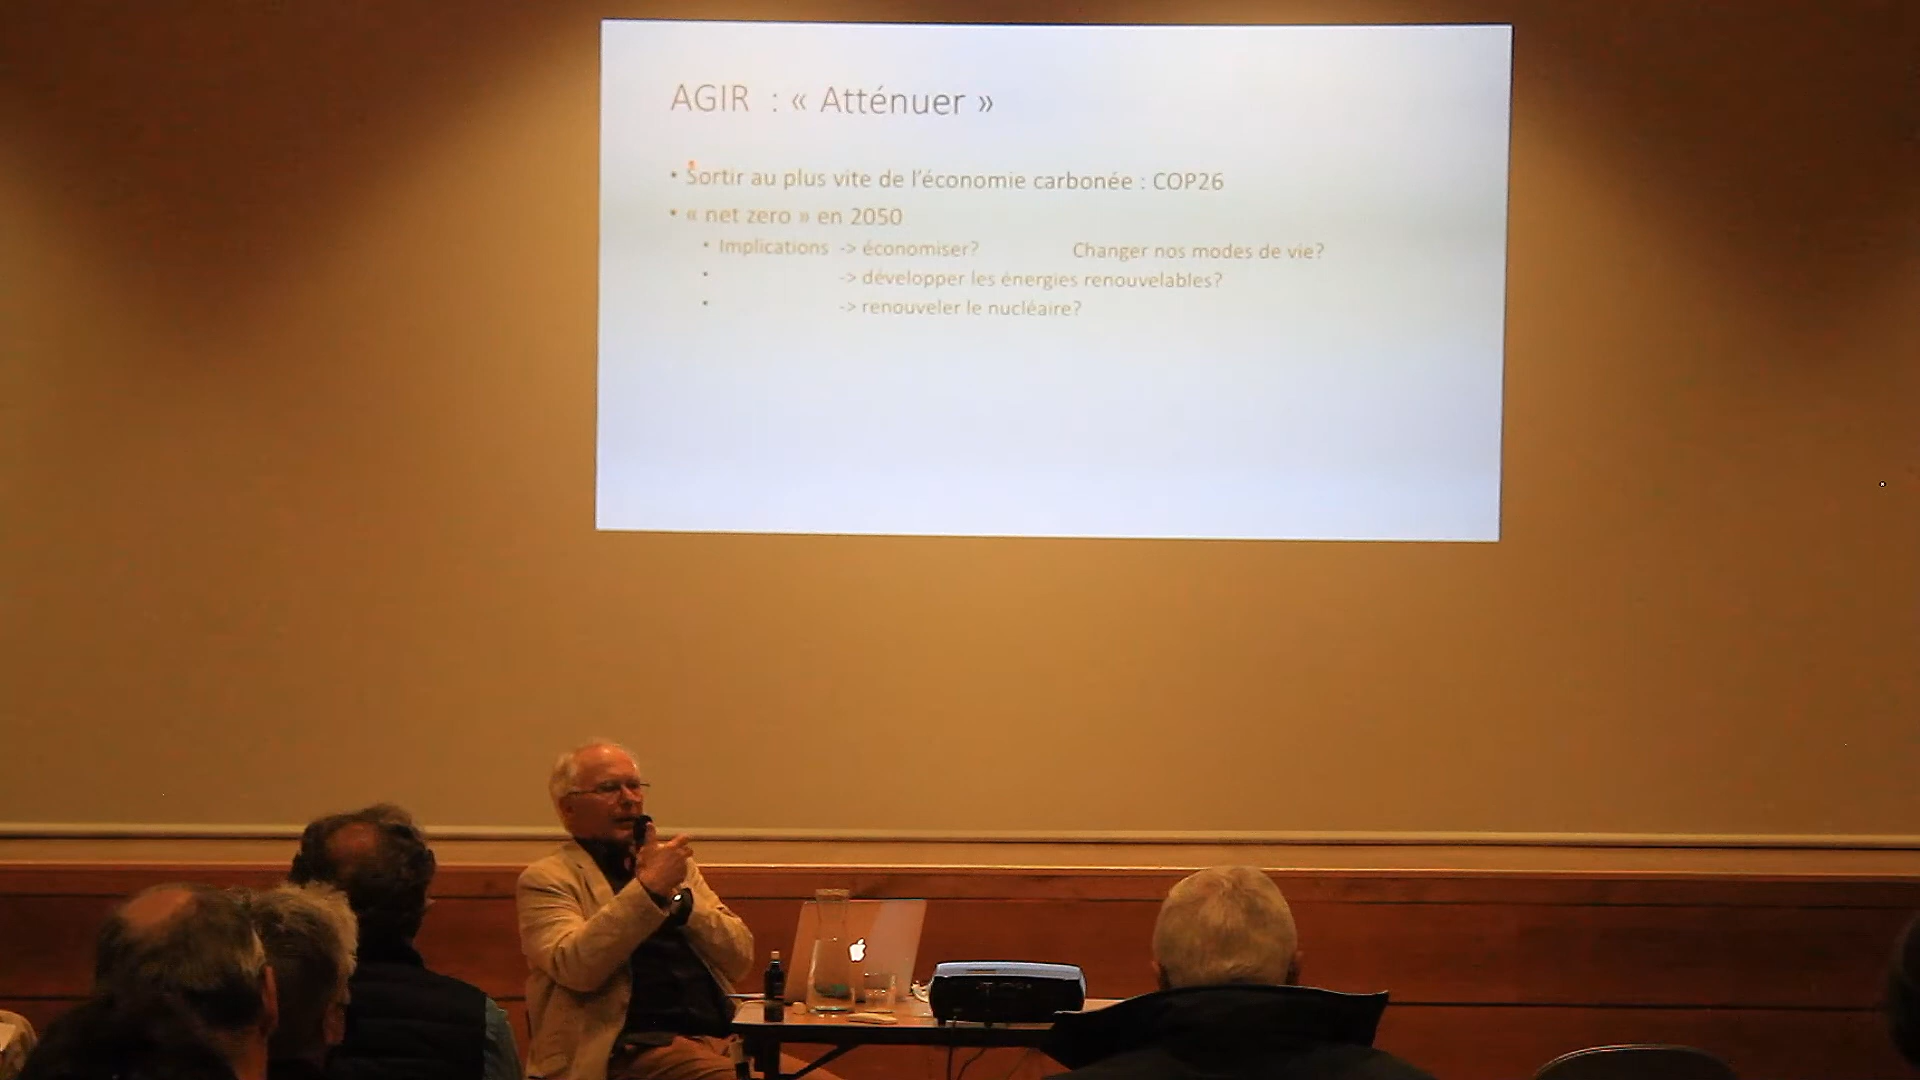 AGIR : « Atténuer »
• Sortir au plus vite de l'économie carbonée : COP26
• « net zero » en 2050
• Implications -> économiser? Changer nos modes de vie?
• -> développer les énergies renouvelables?
• -> renouveler le nucléaire?